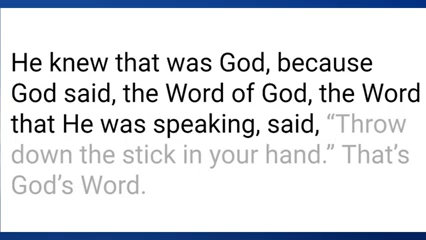 He knew that was God, because
God said, the Word of God, the Word
that He was speaking, said, “Throw
down the stick in your hand.” That’s
God’s Word.